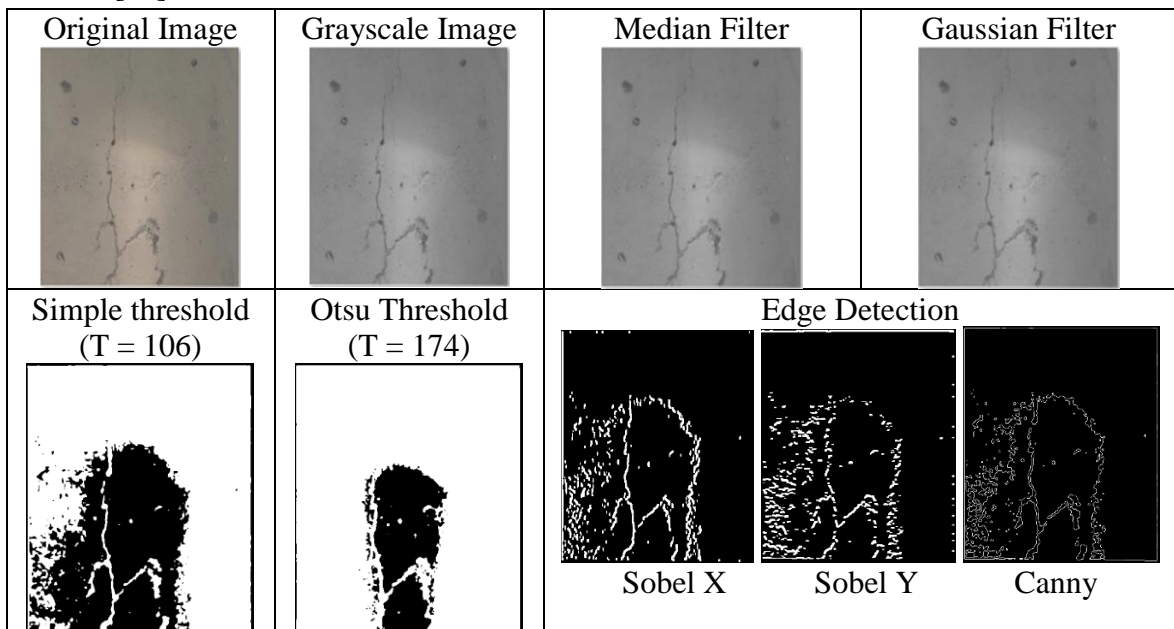 Original Image
Grayscale Image
Median Filter
Gaussian Filter
Simple threshold
(T = 106)
Otsu Threshold
(T = 174)
Edge Detection
Sobel X
Sobel Y
Canny